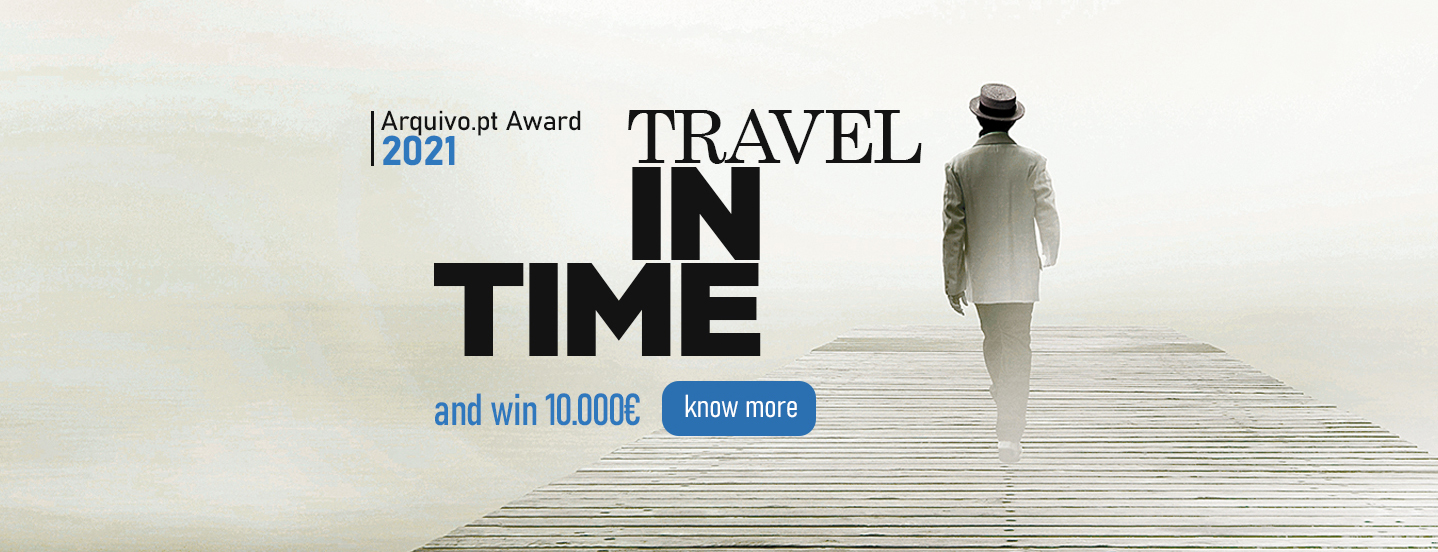 Arquivo.pt Award
2021
TRAVEL
IN
TIME
and win 10.000€
know more